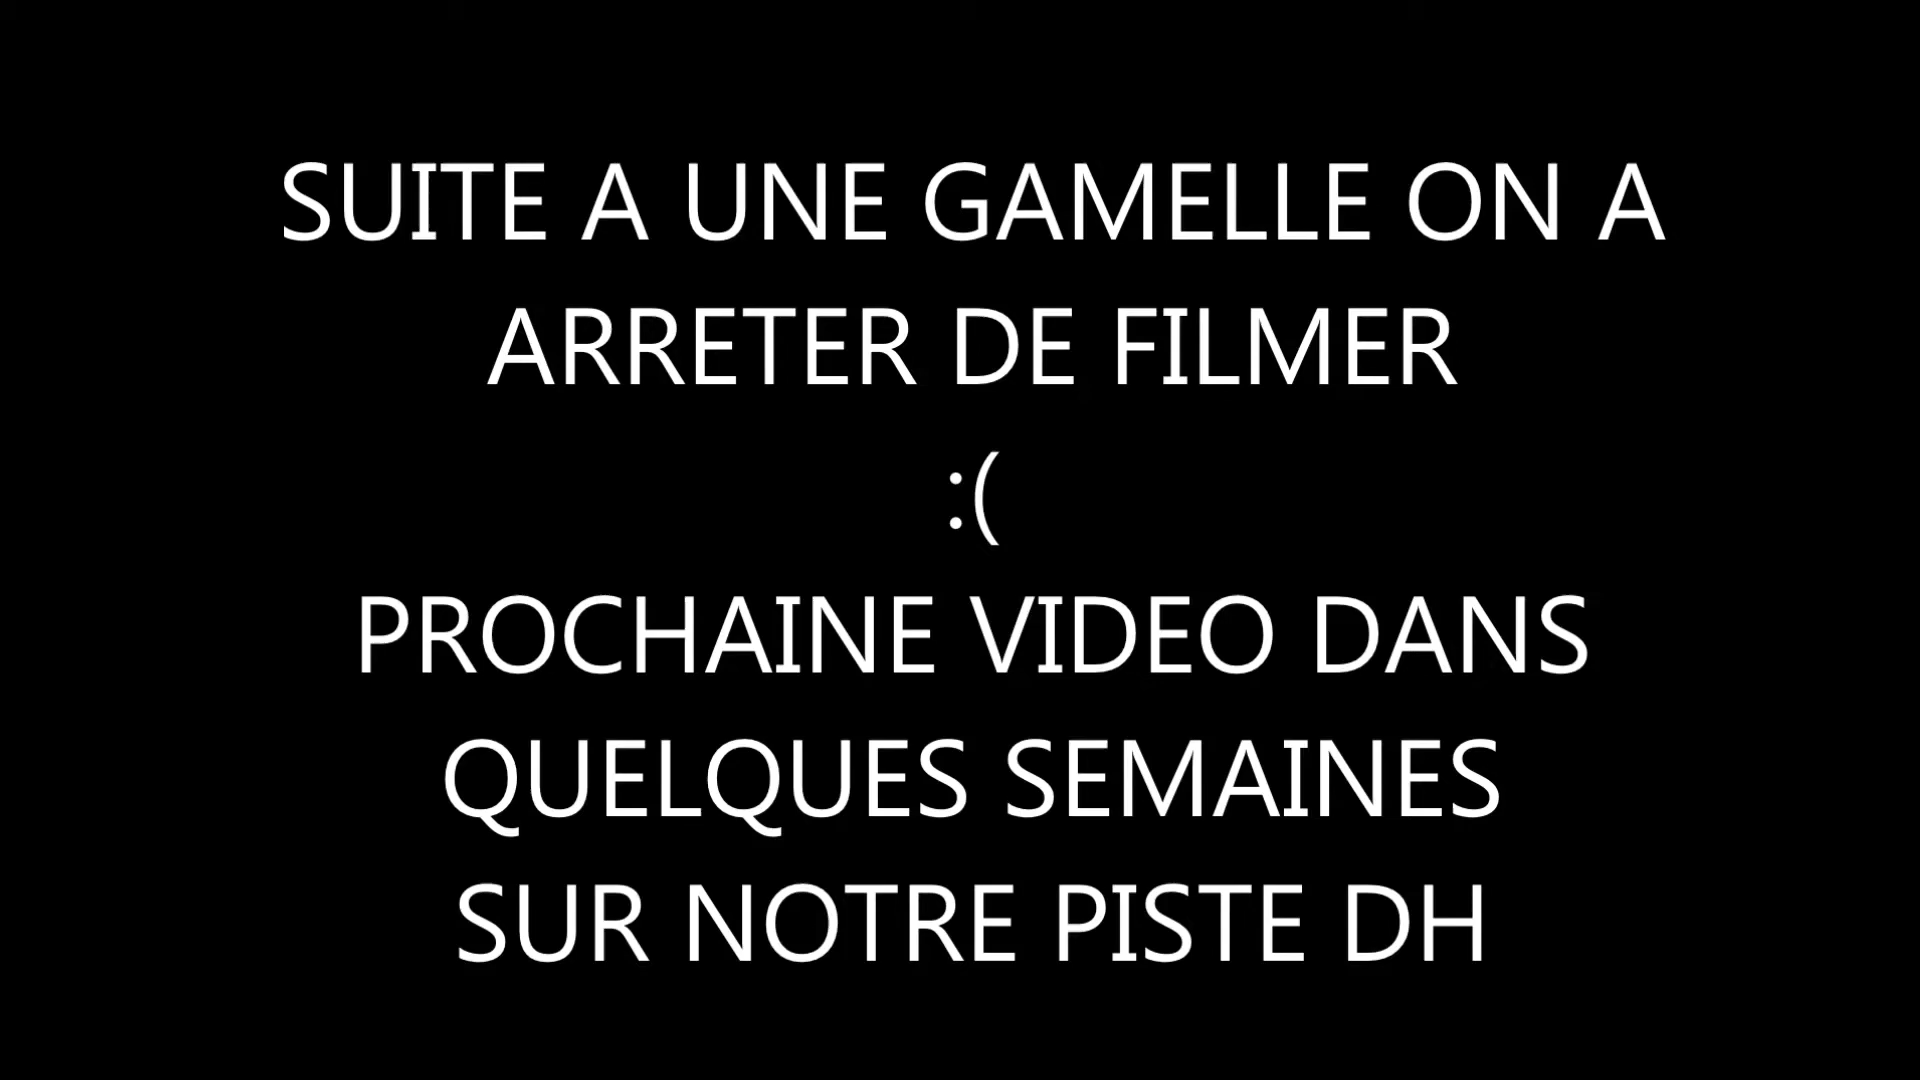 SUITE A UNE GAMELLE ON A
ARRETER DE FILMER
:(
PROCHAINE VIDEO DANS
QUELQUES SEMAINES
SUR NOTRE PISTE DH